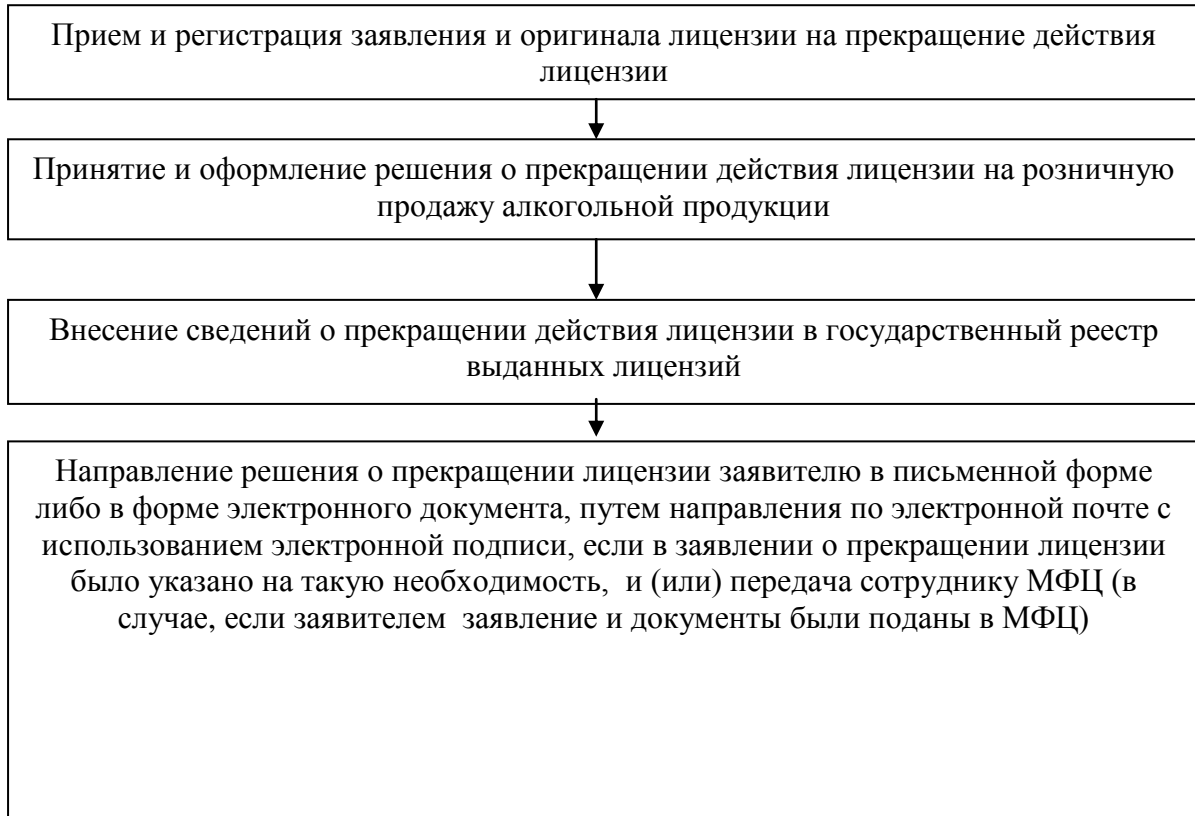 Прием и регистрация заявления и оригинала лицензии на прекращение действия
лицензии
Принятие и оформление решения о прекращении действия лицензии на розничную
продажу алкогольной продукции
Внесение сведений о прекращении действия лицензии в государственный реестр
выданных лицензий
Направление решения о прекращении лицензии заявителю в письменной форме
либо в форме электронного документа, путем направления по электронной почте с
использованием электронной подписи, если в заявлении о прекращении лицензии
было указано на такую необходимость, и (или) передача сотруднику МФЦ (в
случае, если заявителем заявление и документы были поданы в МФЦ)